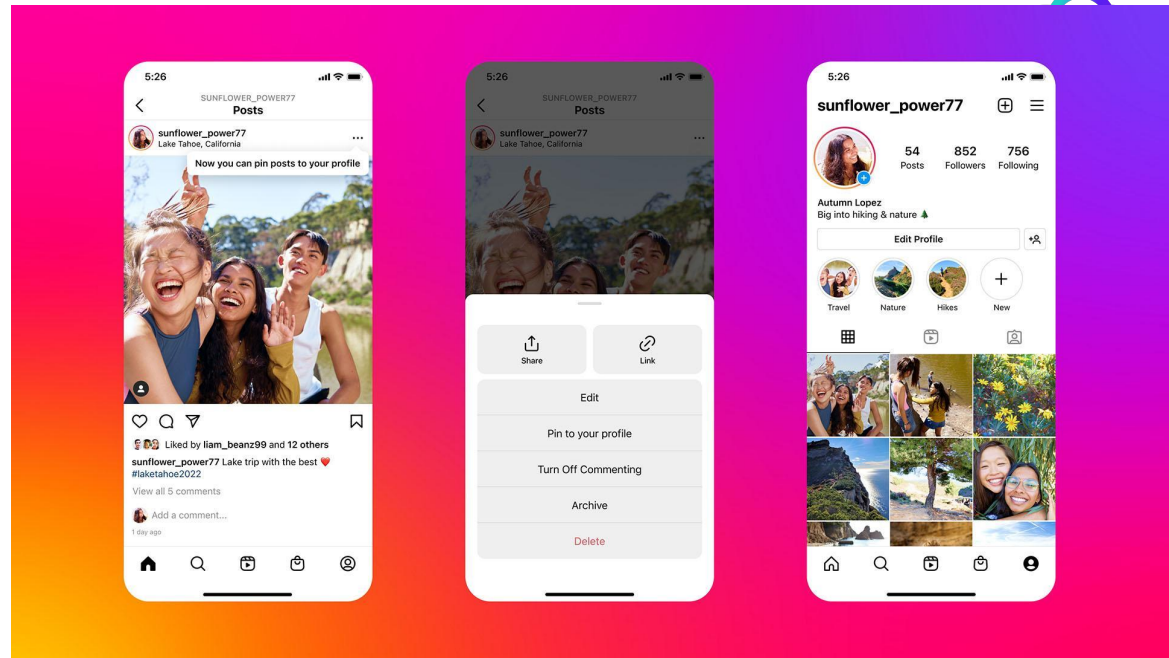 5:26
SUNFLOWER_POWER77
Posts
sunflower_power77
Lake Tahoe, California
Now you can pin posts to your profile
Liked by liam_beanz99 and 12 others
sunflower_power77 Lake trip with the best ❤️
#laketahoe2022
View all 5 comments
Add a comment...
1 day ago
5:26
SUNFLOWER_POWER77
Posts
sunflower_power77
Lake Tahoe, California
Share
Link
Edit
Pin to your profile
Turn Off Commenting
Archive
Delete
5:26
sunflower_power77
54 852 756
Posts Followers Following
Autumn Lopez
Big into hiking & nature 🌲
Edit Profile
Travel Nature Hikes New